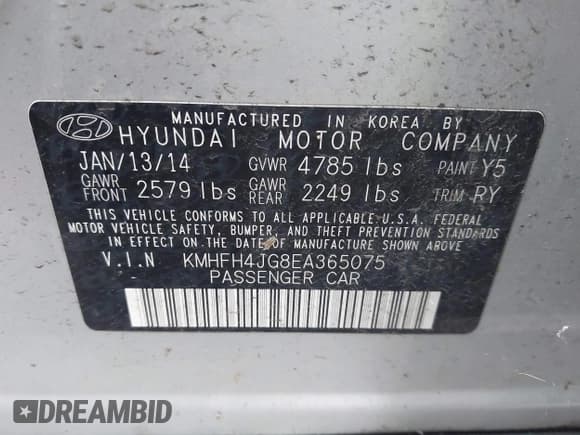 MANUFACTURED IN KOREA BY
HYUNDAI MOTOR COMPANY
JAN/13/14 GVWR 4785 lbs PAINT Y5
GAWR FRONT 2579 lbs GAWR REAR 2249 lbs TRIM RY
THIS VEHICLE CONFORMS TO ALL APPLICABLE U.S.A. FEDERAL
MOTOR VEHICLE SAFETY, BUMPER, AND THEFT PREVENTION STANDARDS
IN EFFECT ON THE DATE OF MANUFACTURE SHOWN ABOVE
V.I.N KMHFH4JG8EA365075
PASSENGER CAR
DREAMBID